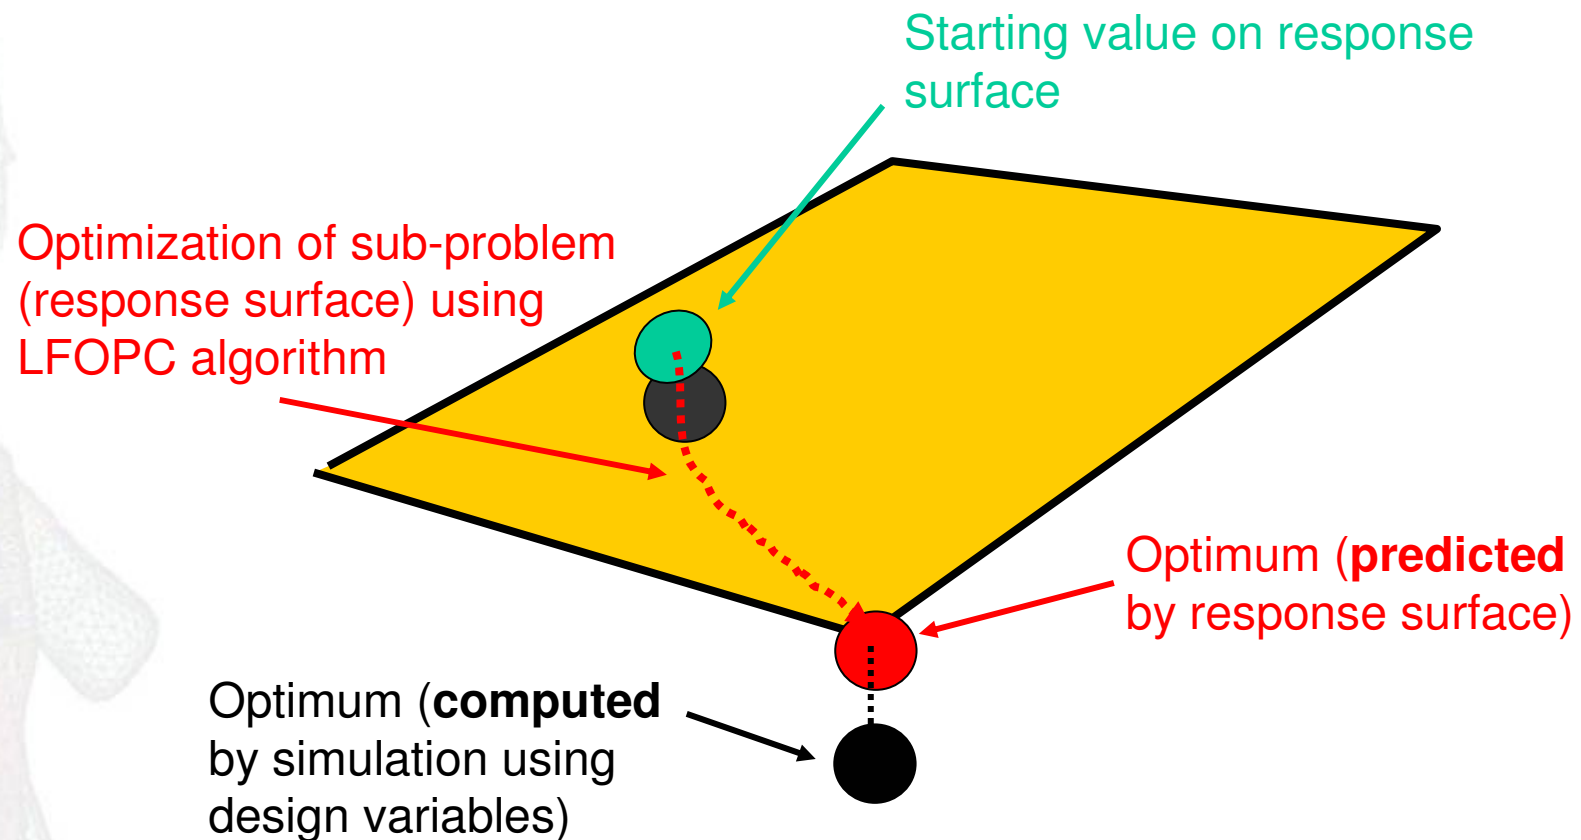 Starting value on response
surface
Optimization of sub-problem
(response surface) using
LFOPC algorithm
Optimum (predicted
by response surface)
Optimum (computed
by simulation using
design variables)